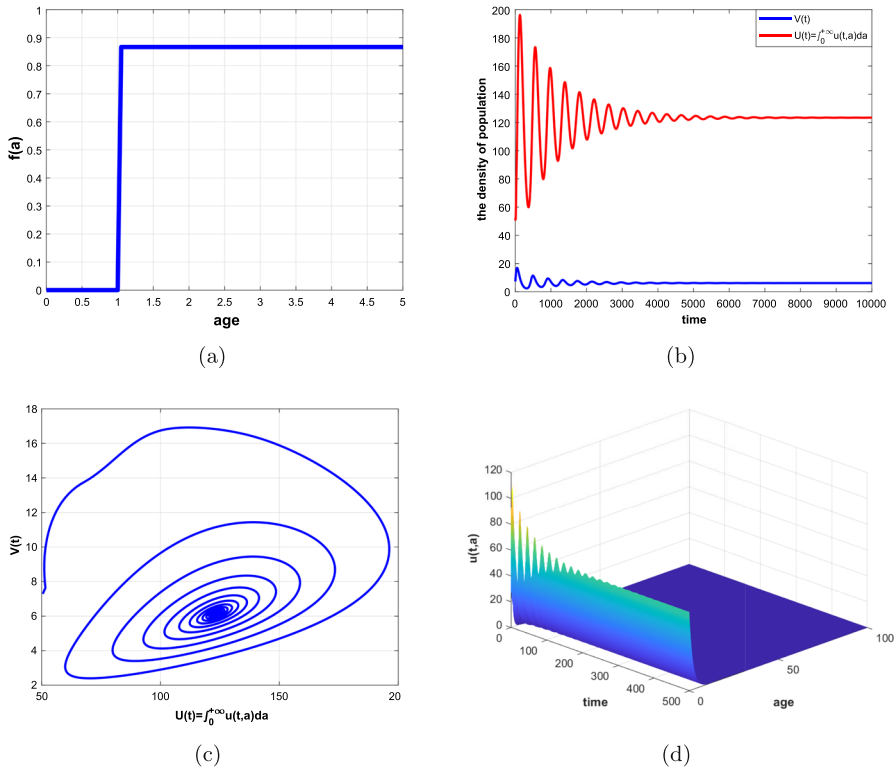 1
0.9
0.8
0.7
0.6
0.5
0.4
0.3
0.2
0.1
0
f(a)
0 0.5 1 1.5 2 2.5 3 3.5 4 4.5 5
age
(a)
200
180
160
140
120
100
80
60
40
20
0
the density of population
V(t)
U(t)=∫₀⁺∞u(t,a)da
0 1000 2000 3000 4000 5000 6000 7000 8000 9000 10000
time
(b)
18
16
14
12
10
8
6
4
2
V(t)
50 100 150 20
U(t)=∫₀⁺∞u(t,a)da
(c)
120
100
80
60
40
20
0
u(t,a)
0 100 200 300 400 500
time
0 50 100
age
(d)